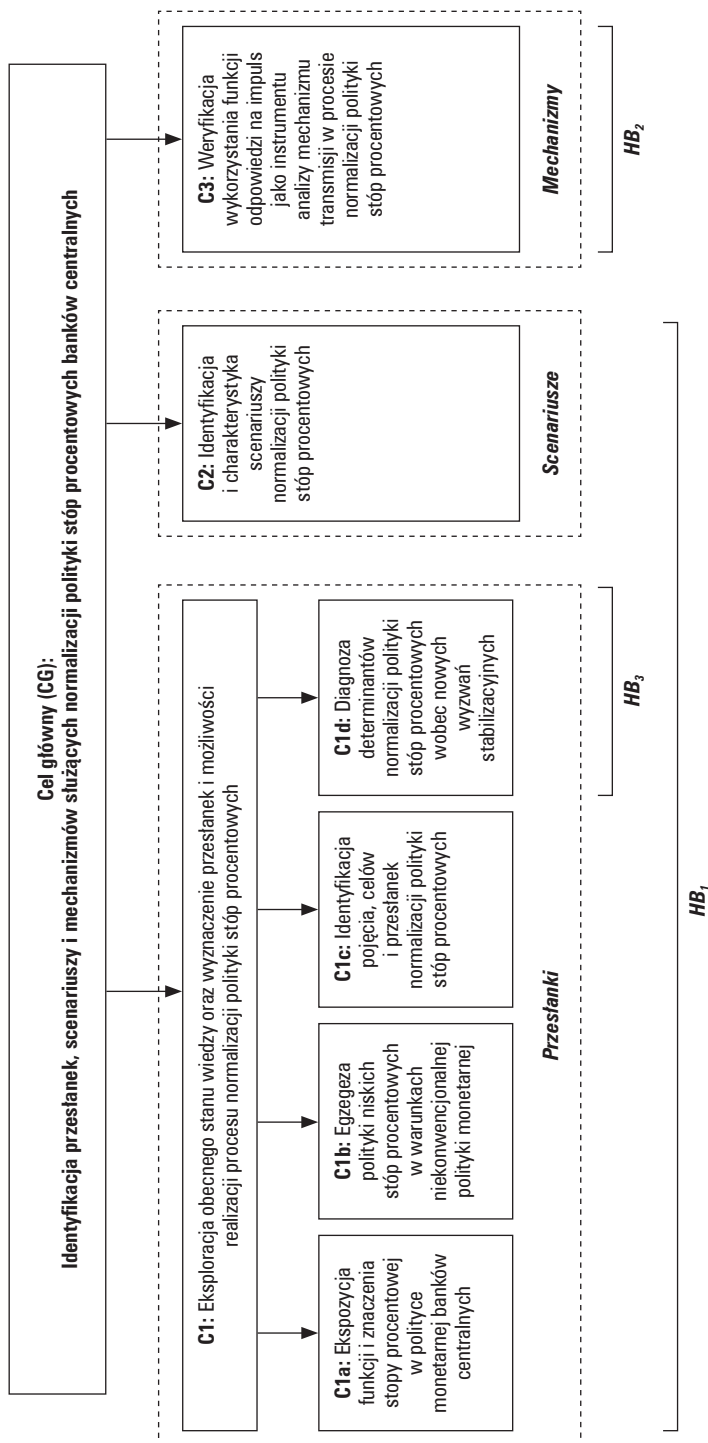 Cel główny (CG):
Identyfikacja przesłanek, scenariuszy i mechanizmów służących normalizacji polityki stóp procentowych banków centralnych
C1: Eksploracja obecnego stanu wiedzy oraz wyznaczenie przesłanek i możliwości
realizacji procesu normalizacji polityki stóp procentowych
C1a: Ekspozycja
funkcji i znaczenia
stopy procentowej
w polityce
monetarnej banków
centralnych
C1b: Egzegeza
polityki niskich
stóp procentowych
w warunkach
niekonwencjonalnej
polityki monetarnej
C1c: Identyfikacja
pojęcia, celów
i przesłanek
normalizacji polityki
stóp procentowych
C1d: Diagnoza
determinantów
normalizacji polityki
stóp procentowych
wobec nowych
wyzwań
stabilizacyjnych
Przesłanki
HB3
C2: Identyfikacja
i charakterystyka
scenariuszy
normalizacji polityki
stóp procentowych
Scenariusze
HB1
C3: Weryfikacja
wykorzystania funkcji
odpowiedzi na impuls
jako instrumentu
analizy mechanizmu
transmisji w procesie
normalizacji polityki
stóp procentowych
Mechanizmy
HB2